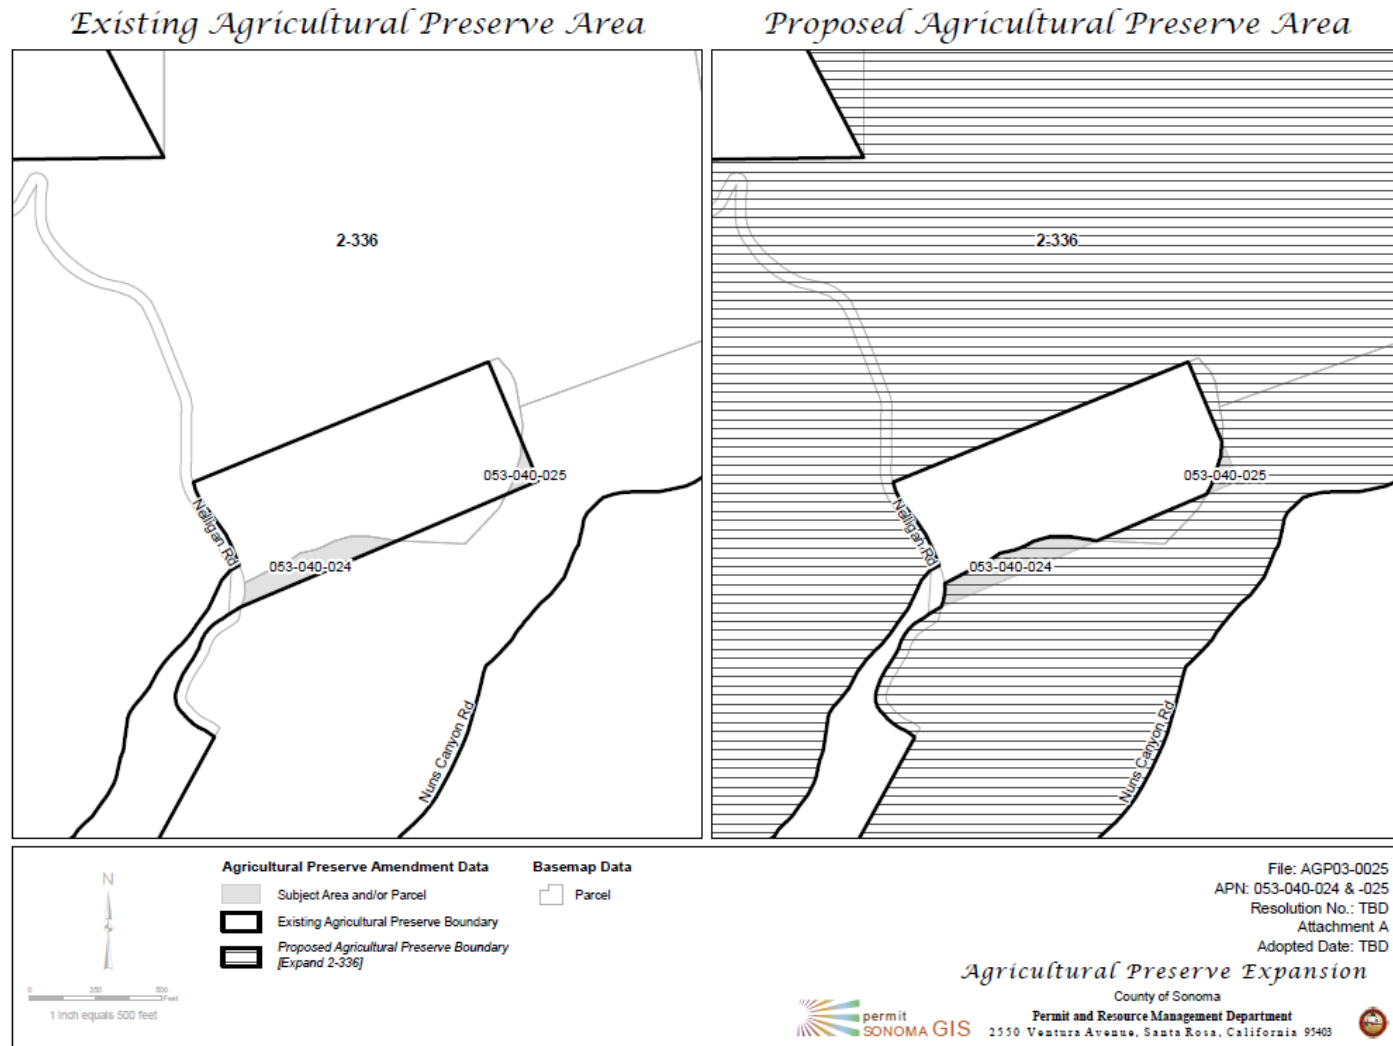 Existing Agricultural Preserve Area
2-336
053-040-025
Nelligan Rd
053-040-024
Nuns Canyon Rd
Proposed Agricultural Preserve Area
2-336
053-040-025
Nelligan Rd
053-040-024
Nuns Canyon Rd
N
0 250 500
Feet
1 inch equals 500 feet
Agricultural Preserve Amendment Data
Subject Area and/or Parcel
Existing Agricultural Preserve Boundary
Proposed Agricultural Preserve Boundary
[Expand 2-336]
Basemap Data
Parcel
File: AGP03-0025
APN: 053-040-024 & -025
Resolution No.: TBD
Attachment A
Adopted Date: TBD
Agricultural Preserve Expansion
County of Sonoma
Permit and Resource Management Department
2550 Ventura Avenue, Santa Rosa, California 95403
permit
SONOMA GIS